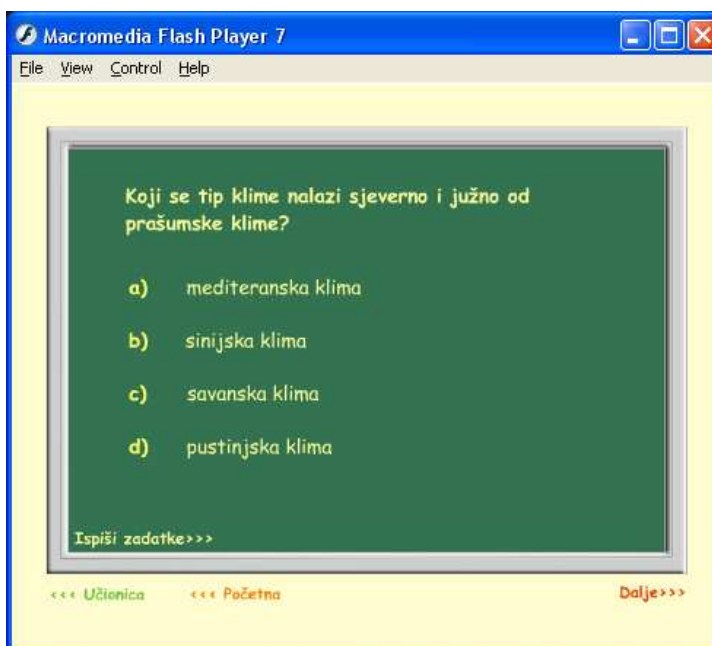 Macromedia Flash Player 7
File View Control Help
Koji se tip klime nalazi sjeverno i južno od
prašumske klime?
a) mediteranska klima
b) sinijska klima
c) savanska klima
d) pustinjska klima
Ispiši zadatke>>>
<<< Učionica <<< Početna Dalje>>>